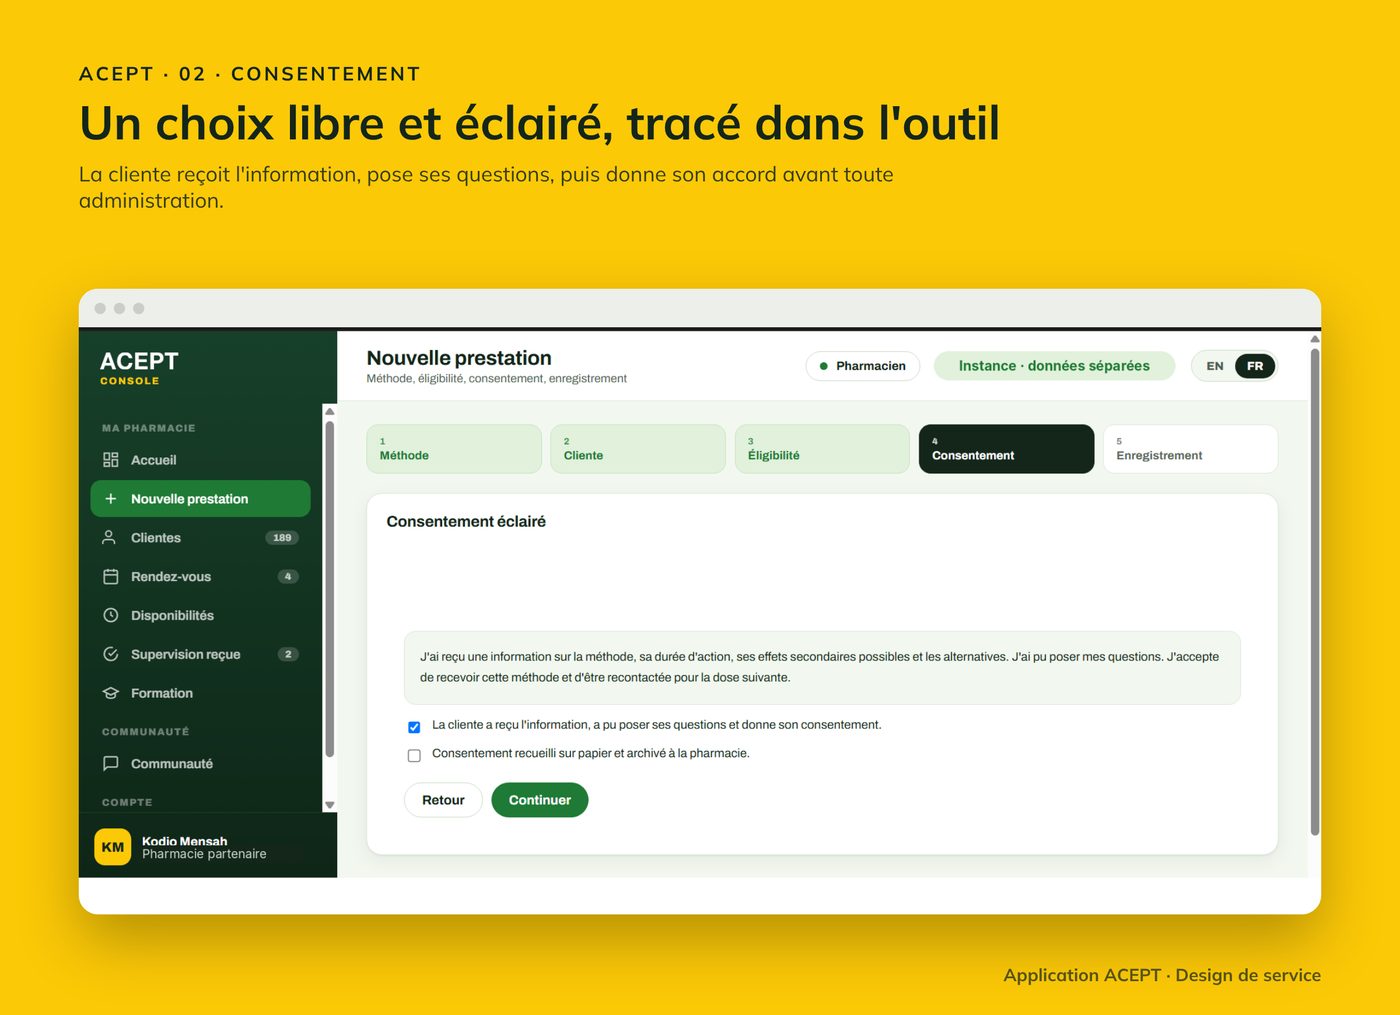 ACEPT · 02 · CONSENTEMENT
Un choix libre et éclairé, tracé dans l'outil
La cliente reçoit l'information, pose ses questions, puis donne son accord avant toute
administration.
ACEPT
CONSOLE
MA PHARMACIE
Accueil
Nouvelle prestation
Clientes 189
Rendez-vous 4
Disponibilités
Supervision reçue 2
Formation
COMMUNAUTÉ
Communauté
COMPTE
KM
Kodjo Mensah
Pharmacie partenaire
Nouvelle prestation
Méthode, éligibilité, consentement, enregistrement
Pharmacien
Instance · données séparées
EN FR
1
Méthode
2
Cliente
3
Éligibilité
4
Consentement
5
Enregistrement
Consentement éclairé
J'ai reçu une information sur la méthode, sa durée d'action, ses effets secondaires possibles et les alternatives. J'ai pu poser mes questions. J'accepte
de recevoir cette méthode et d'être recontactée pour la dose suivante.
La cliente a reçu l'information, a pu poser ses questions et donne son consentement.
Consentement recueilli sur papier et archivé à la pharmacie.
Retour Continuer
Application ACEPT · Design de service